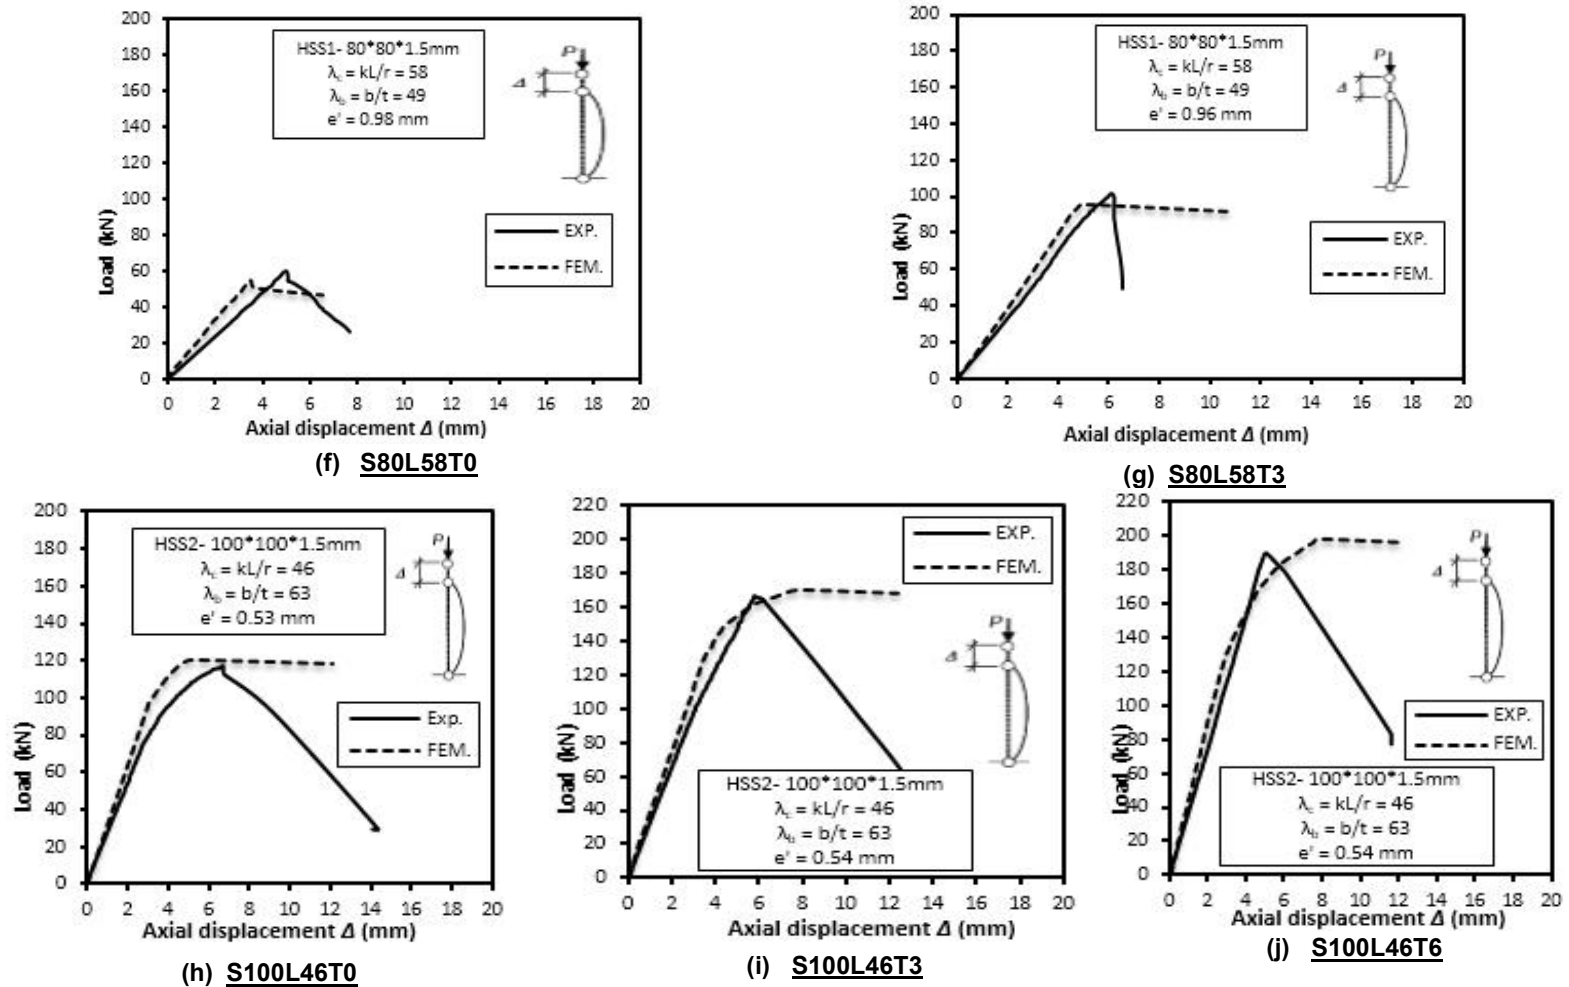 200
180
160
140
120
100
80
60
40
20
0
Load (kN)
HSS1- 80*80*1.5mm
λc = kL/r = 58
λb = b/t = 49
e' = 0.98 mm
P
Δ
EXP.
FEM.
0 2 4 6 8 10 12 14 16 18 20
Axial displacement Δ (mm)
(f) S80L58T0
200
180
160
140
120
100
80
60
40
20
0
Load (kN)
HSS1- 80*80*1.5mm
λc = kL/r = 58
λb = b/t = 49
e' = 0.96 mm
P
Δ
EXP.
FEM.
0 2 4 6 8 10 12 14 16 18 20
Axial displacement Δ (mm)
(g) S80L58T3
200
180
160
140
120
100
80
60
40
20
0
Load (kN)
HSS2- 100*100*1.5mm
λc = kL/r = 46
λb = b/t = 63
e' = 0.53 mm
P
Δ
Exp.
FEM.
0 2 4 6 8 10 12 14 16 18 20
Axial displacement Δ (mm)
(h) S100L46T0
220
200
180
160
140
120
100
80
60
40
20
0
Load (kN)
EXP.
FEM.
P
Δ
HSS2- 100*100*1.5mm
λc = kL/r = 46
λb = b/t = 63
e' = 0.54 mm
0 2 4 6 8 10 12 14 16 18 20
Axial displacement Δ (mm)
(i) S100L46T3
220
200
180
160
140
120
100
80
60
40
20
0
Load (kN)
P
Δ
EXP.
FEM.
HSS2- 100*100*1.5mm
λc = kL/r = 46
λb = b/t = 63
e' = 0.54 mm
0 2 4 6 8 10 12 14 16 18 20
Axial displacement Δ (mm)
(j) S100L46T6